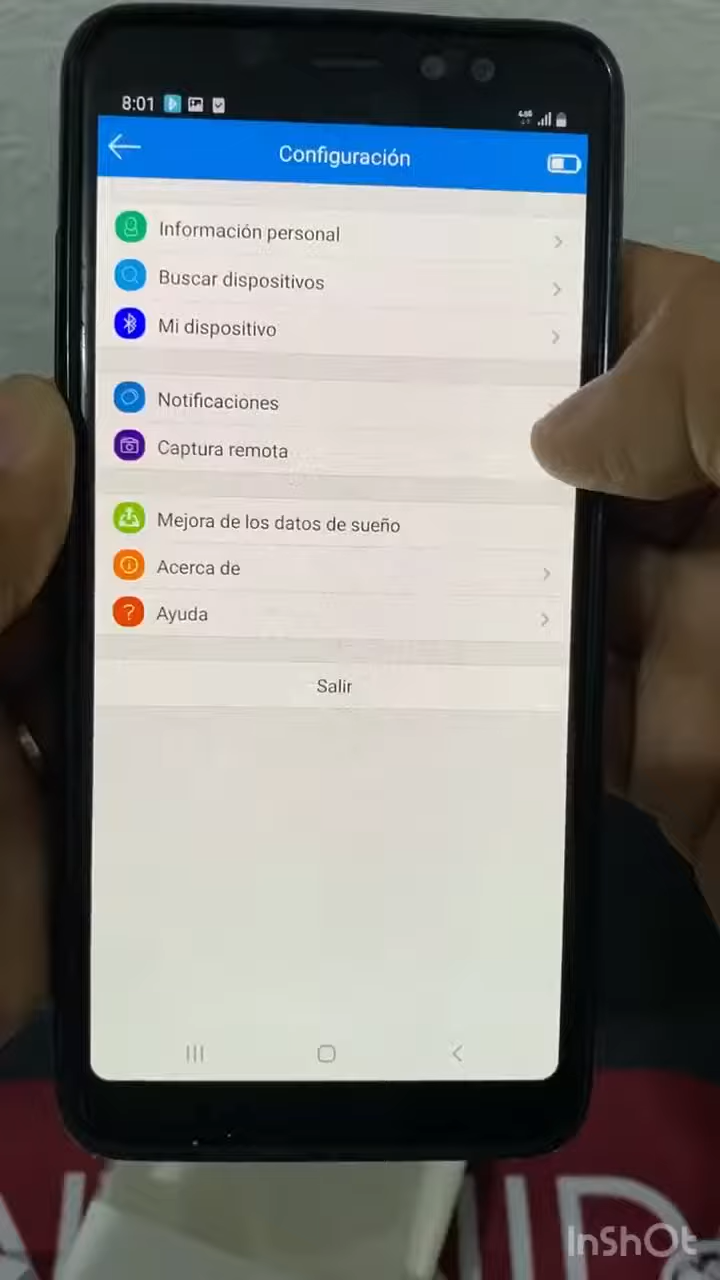 8:01
Configuración
Información personal
Buscar dispositivos
Mi dispositivo
Notificaciones
Captura remota
Mejora de los datos de sueño
Acerca de
Ayuda
Salir
InShOt